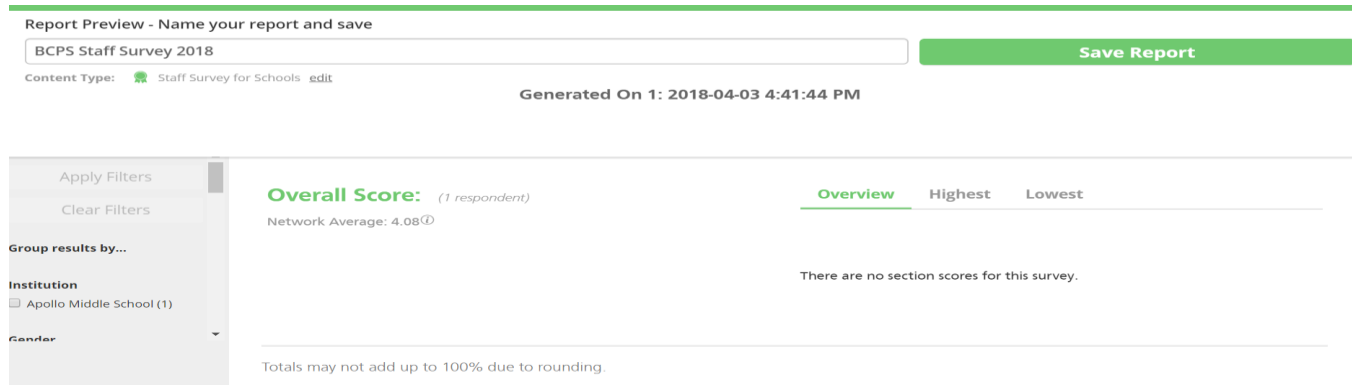 Report Preview - Name your report and save
BCPS Staff Survey 2018
Save Report
Content Type: Staff Survey for Schools edit
Generated On 1: 2018-04-03 4:41:44 PM
Apply Filters
Clear Filters
Group results by...
Institution
Apollo Middle School (1)
Gender
Overall Score: (1 respondent)
Network Average: 4.08
Overview Highest Lowest
There are no section scores for this survey.
Totals may not add up to 100% due to rounding.